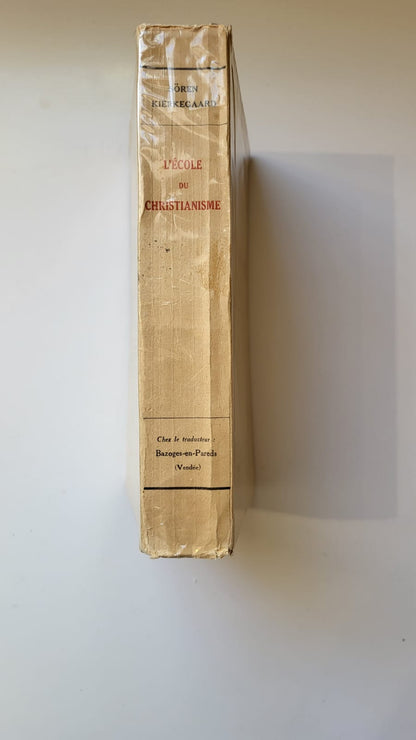 SÖREN
KIERKEGAARD
L'ÉCOLE
DU
CHRISTIANISME
Chez le traducteur :
Bazoges-en-Pareds
(Vendée)